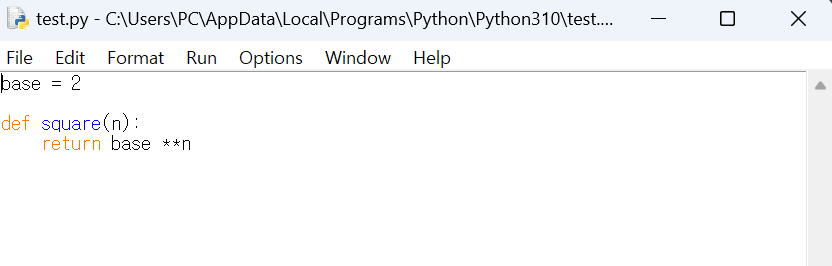 test.py - C:\Users\PC\AppData\Local\Programs\Python\Python310\test....
File Edit Format Run Options Window Help
base = 2
def square(n):
    return base **n